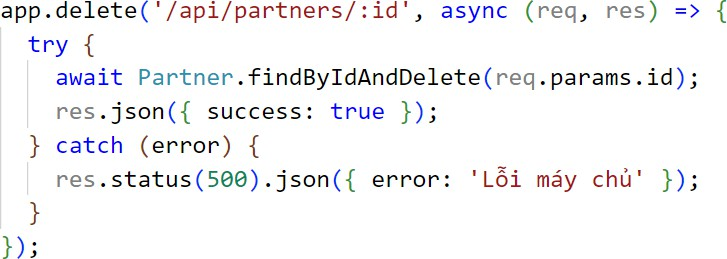 app.delete('/api/partners/:id', async (req, res) => {
  try {
    await Partner.findByIdAndDelete(req.params.id);
    res.json({ success: true });
  } catch (error) {
    res.status(500).json({ error: 'Lỗi máy chủ' });
  }
});